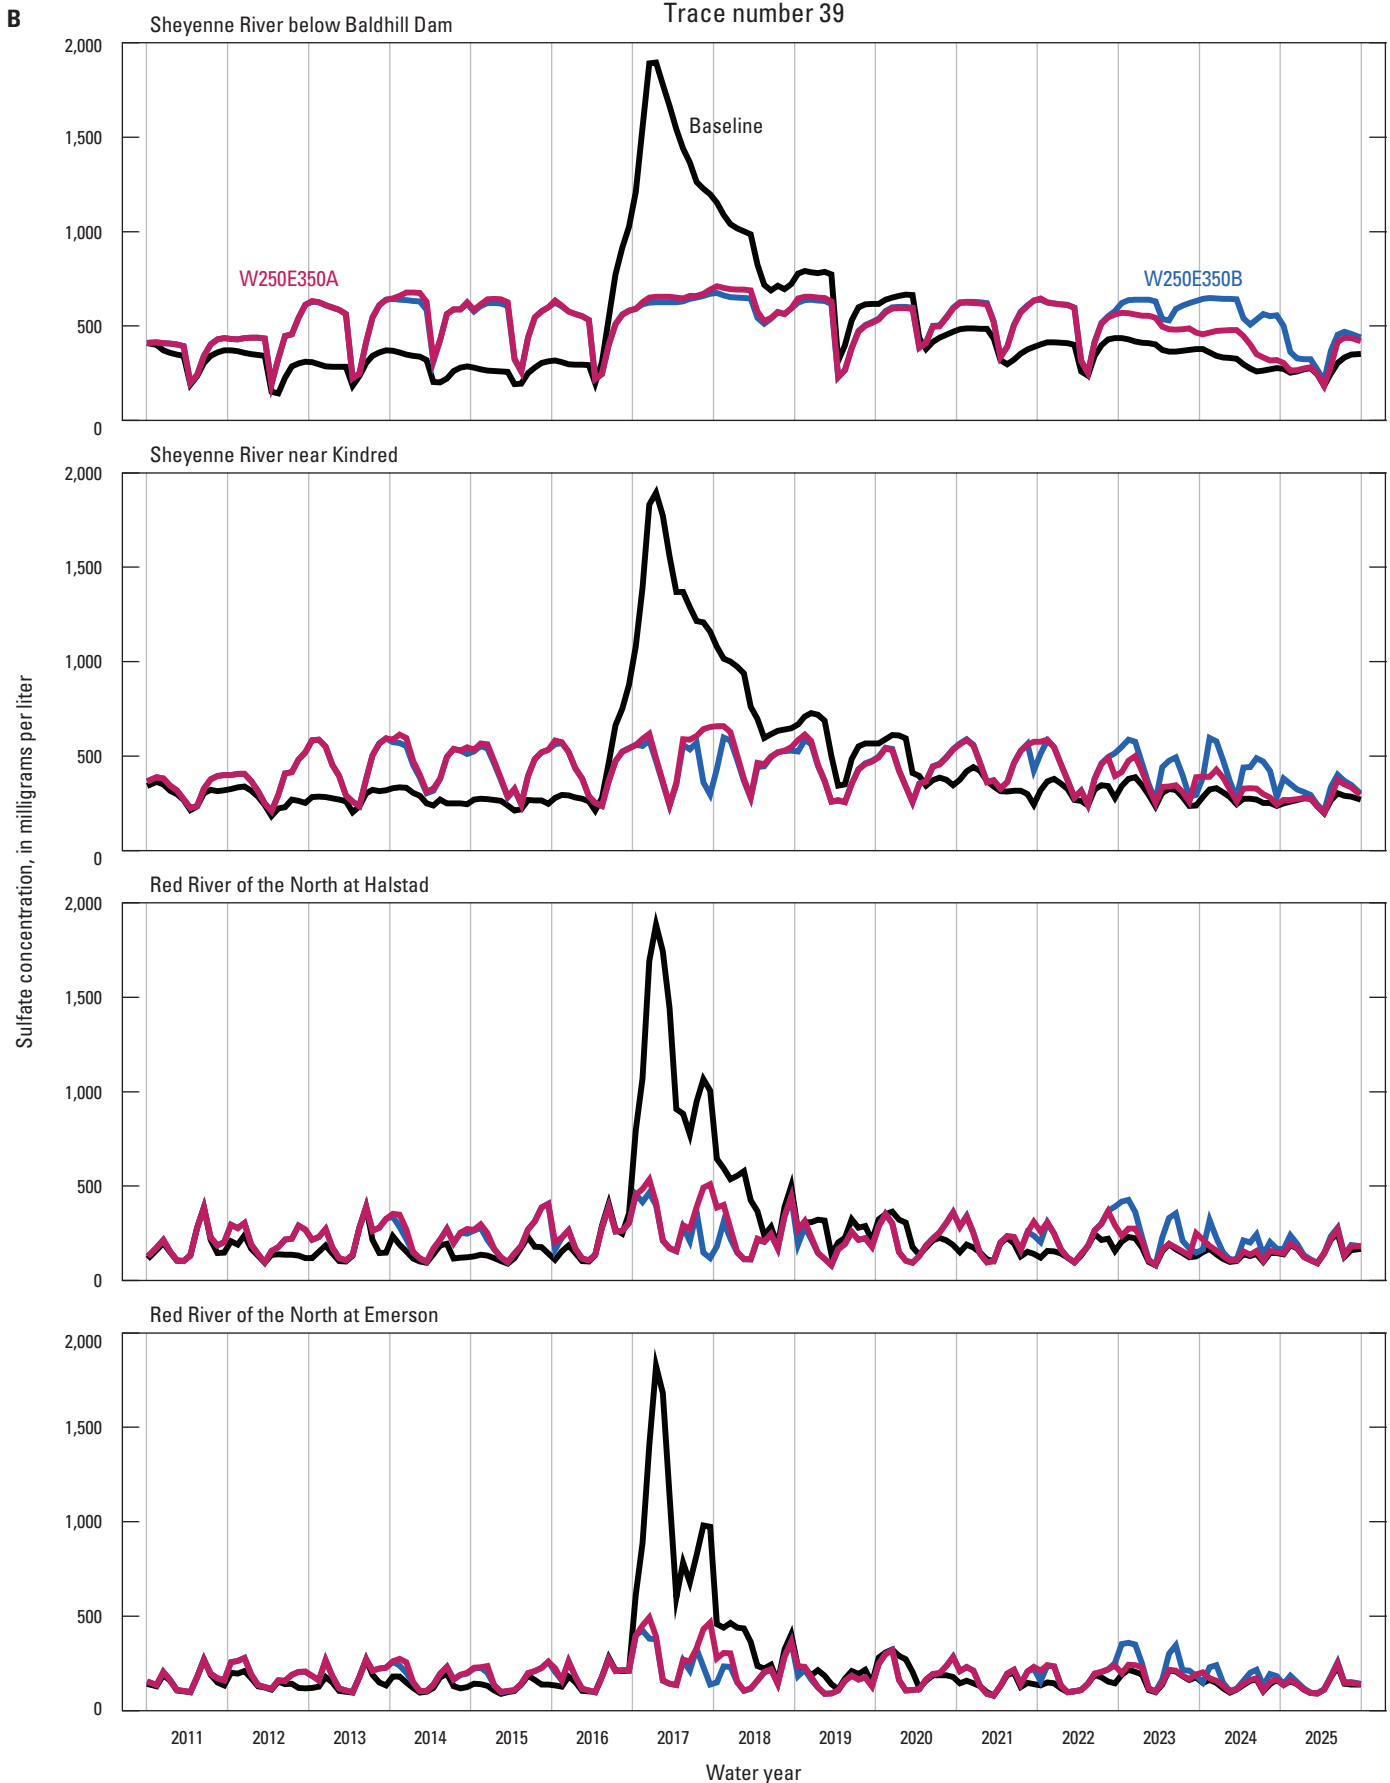 B
Trace number 39
Sheyenne River below Baldhill Dam
2,000
1,500
1,000
500
0
Baseline
W250E350A
W250E350B
Sheyenne River near Kindred
2,000
1,500
1,000
500
0
Sulfate concentration, in milligrams per liter
Red River of the North at Halstad
2,000
1,500
1,000
500
0
Red River of the North at Emerson
2,000
1,500
1,000
500
0
2011 2012 2013 2014 2015 2016 2017 2018 2019 2020 2021 2022 2023 2024 2025
Water year